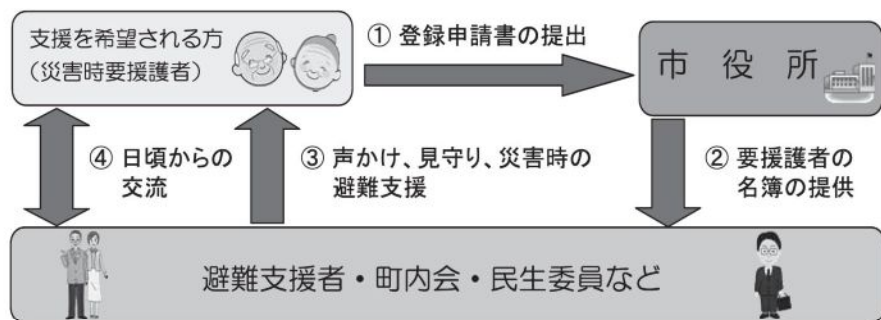 支援を希望される方
(災害時要援護者)
① 登録申請書の提出
市役所
④ 日頃からの
交流
③ 声かけ、見守り、災害時の
避難支援
② 要援護者の
名簿の提供
避難支援者・町内会・民生委員など